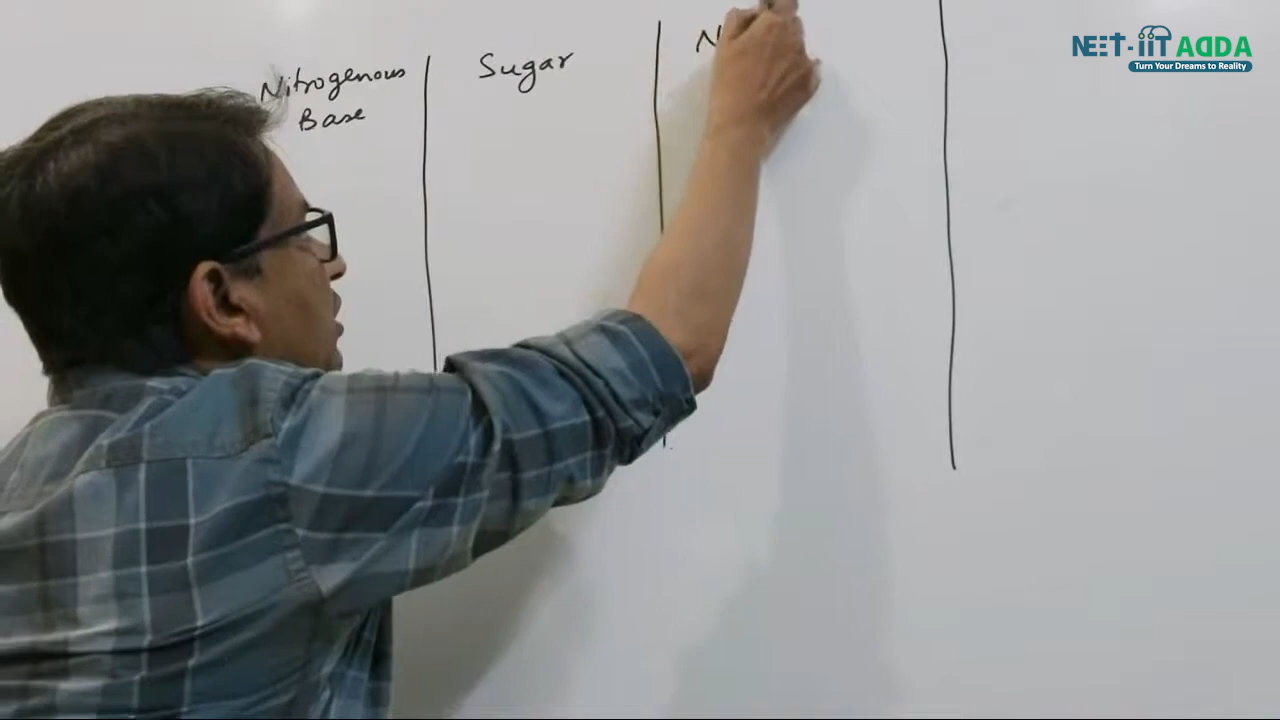 Nitrogenous
Base
Sugar
N
NEET-IIT ADDA
Turn Your Dreams to Reality